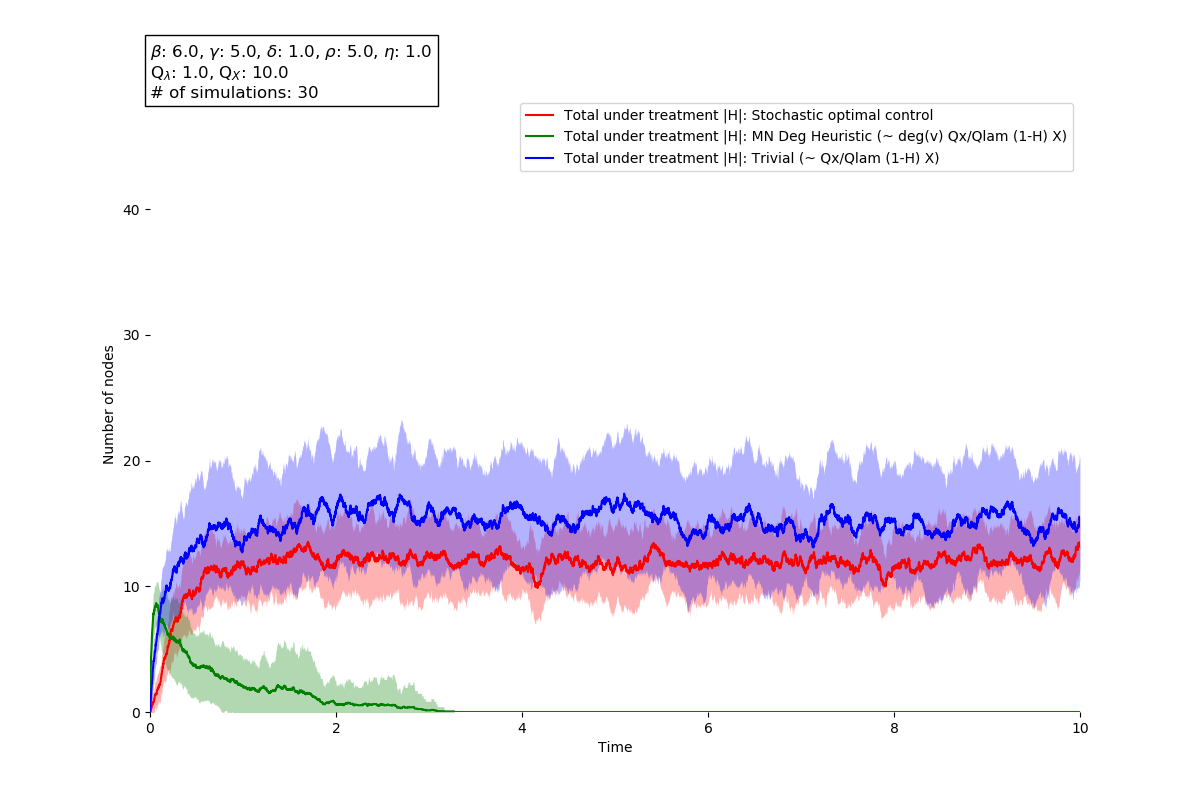 β: 6.0, γ: 5.0, δ: 1.0, ρ: 5.0, η: 1.0
Qλ: 1.0, QX: 10.0
# of simulations: 30
Total under treatment |H|: Stochastic optimal control
Total under treatment |H|: MN Deg Heuristic (~ deg(v) Qx/Qlam (1-H) X)
Total under treatment |H|: Trivial (~ Qx/Qlam (1-H) X)
40
30
20
10
0
Number of nodes
0 2 4 6 8 10
Time